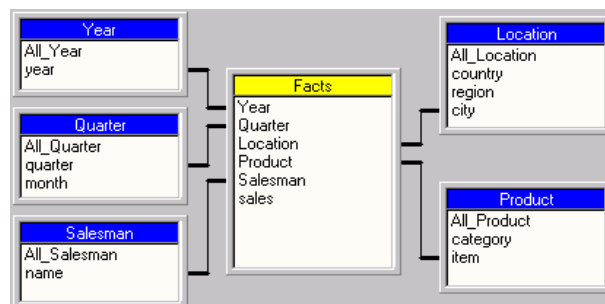 Year
All_Year
year
Quarter
All_Quarter
quarter
month
Salesman
All_Salesman
name
Facts
Year
Quarter
Location
Product
Salesman
sales
Location
All_Location
country
region
city
Product
All_Product
category
item